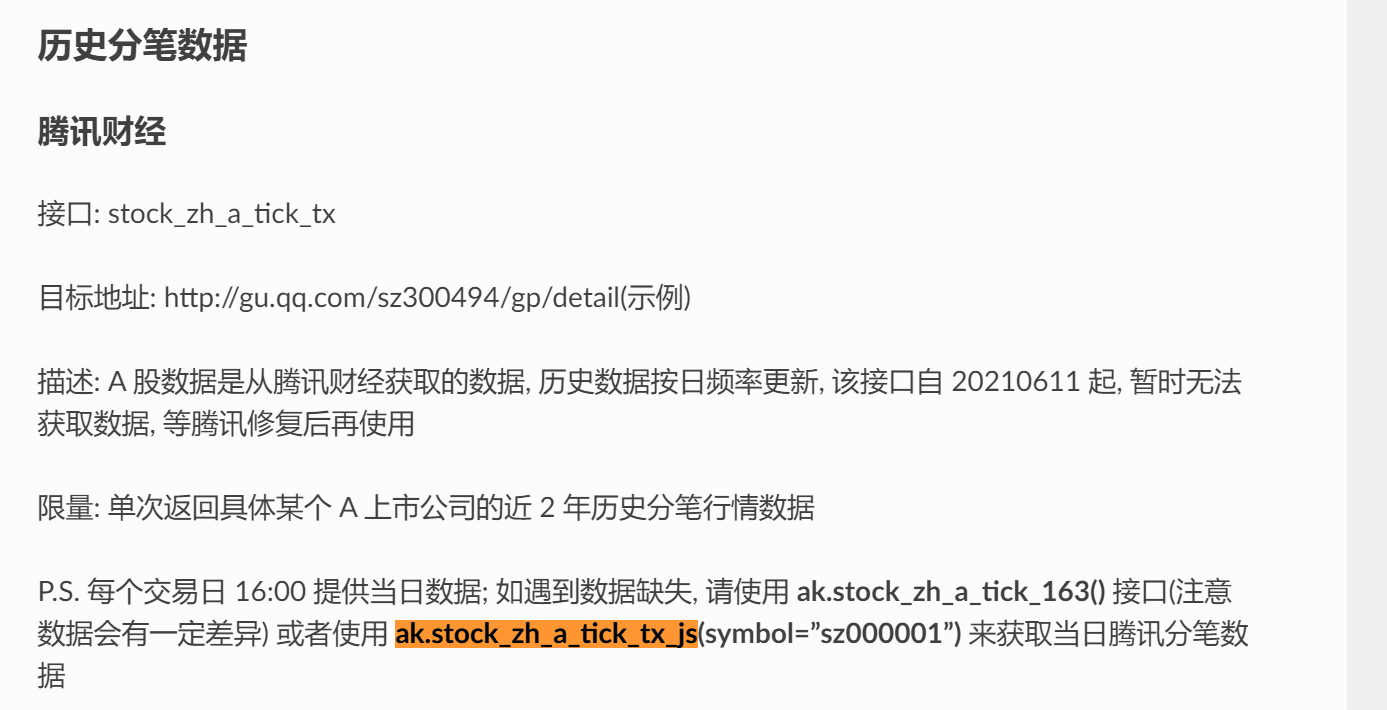 历史分笔数据
腾讯财经
接口: stock_zh_a_tick_tx
目标地址: http://gu.qq.com/sz300494/gp/detail(示例)
描述: A 股数据是从腾讯财经获取的数据, 历史数据按日频率更新, 该接口自 20210611 起, 暂时无法
获取数据, 等腾讯修复后再使用
限量: 单次返回具体某个 A 上市公司的近 2 年历史分笔行情数据
P.S. 每个交易日 16:00 提供当日数据; 如遇到数据缺失, 请使用 ak.stock_zh_a_tick_163() 接口(注意
数据会有一定差异) 或者使用 ak.stock_zh_a_tick_tx_js(symbol=”sz000001”) 来获取当日腾讯分笔数
据